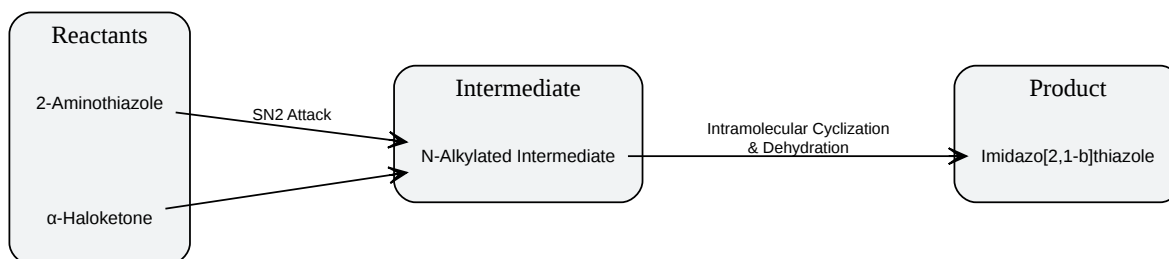 Reactants
2-Aminothiazole
α-Haloketone
SN2 Attack
Intermediate
N-Alkylated Intermediate
Intramolecular Cyclization
& Dehydration
Product
Imidazo[2,1-b]thiazole